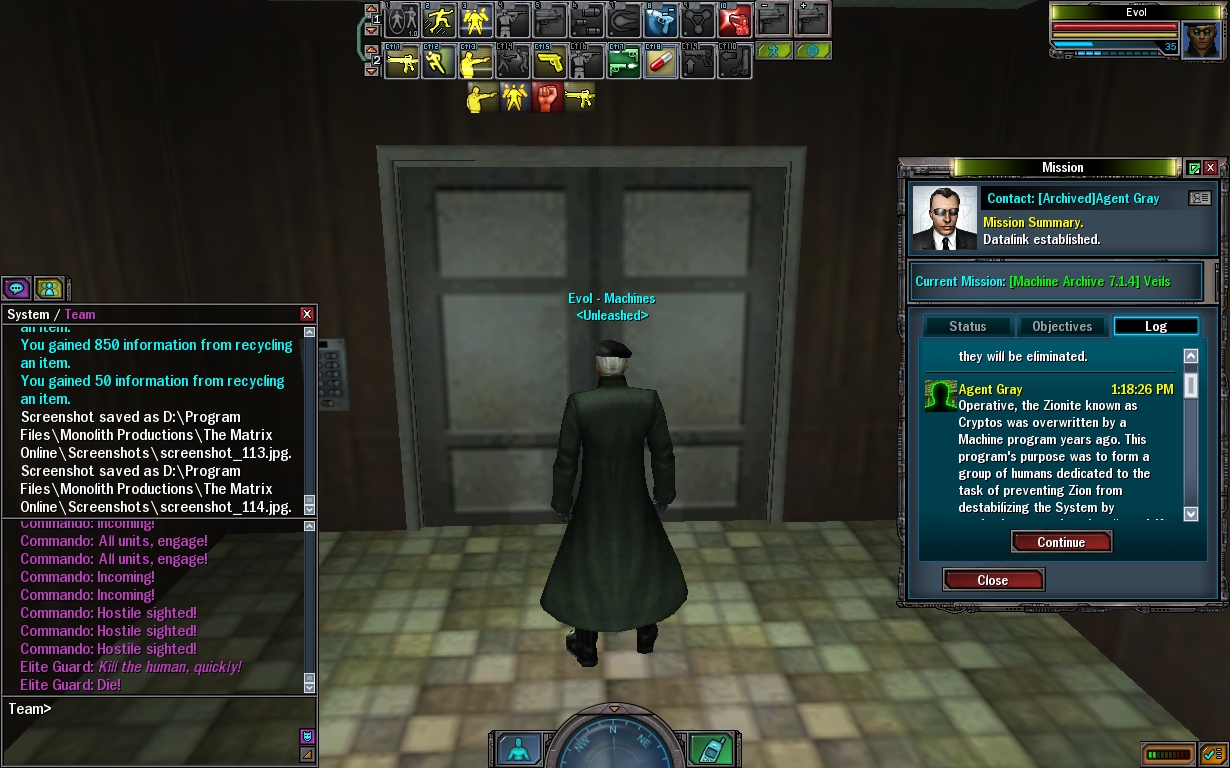 Evol
35
Mission
Contact: [Archived]Agent Gray
Mission Summary.
Datalink established.
Current Mission: [Machine Archive 7.1.4] Veils
Status
Objectives
Log
they will be eliminated.
Agent Gray 1:18:26 PM
Operative, the Zionite known as
Cryptos was overwritten by a
Machine program years ago. This
program's purpose was to form a
group of humans dedicated to the
task of preventing Zion from
destabilizing the System by
Continue
Close
Evol - Machines
<Unleashed>
System / Team
an item.
You gained 850 information from recycling
an item.
You gained 50 information from recycling
an item.
Screenshot saved as D:\Program
Files\Monolith Productions\The Matrix
Online\Screenshots\screenshot_113.jpg.
Screenshot saved as D:\Program
Files\Monolith Productions\The Matrix
Online\Screenshots\screenshot_114.jpg.
Commando: Incoming!
Commando: All units, engage!
Commando: All units, engage!
Commando: Incoming!
Commando: Incoming!
Commando: Hostile sighted!
Commando: Hostile sighted!
Commando: Hostile sighted!
Elite Guard: Kill the human, quickly!
Elite Guard: Die!
Team>
NW
N
NE